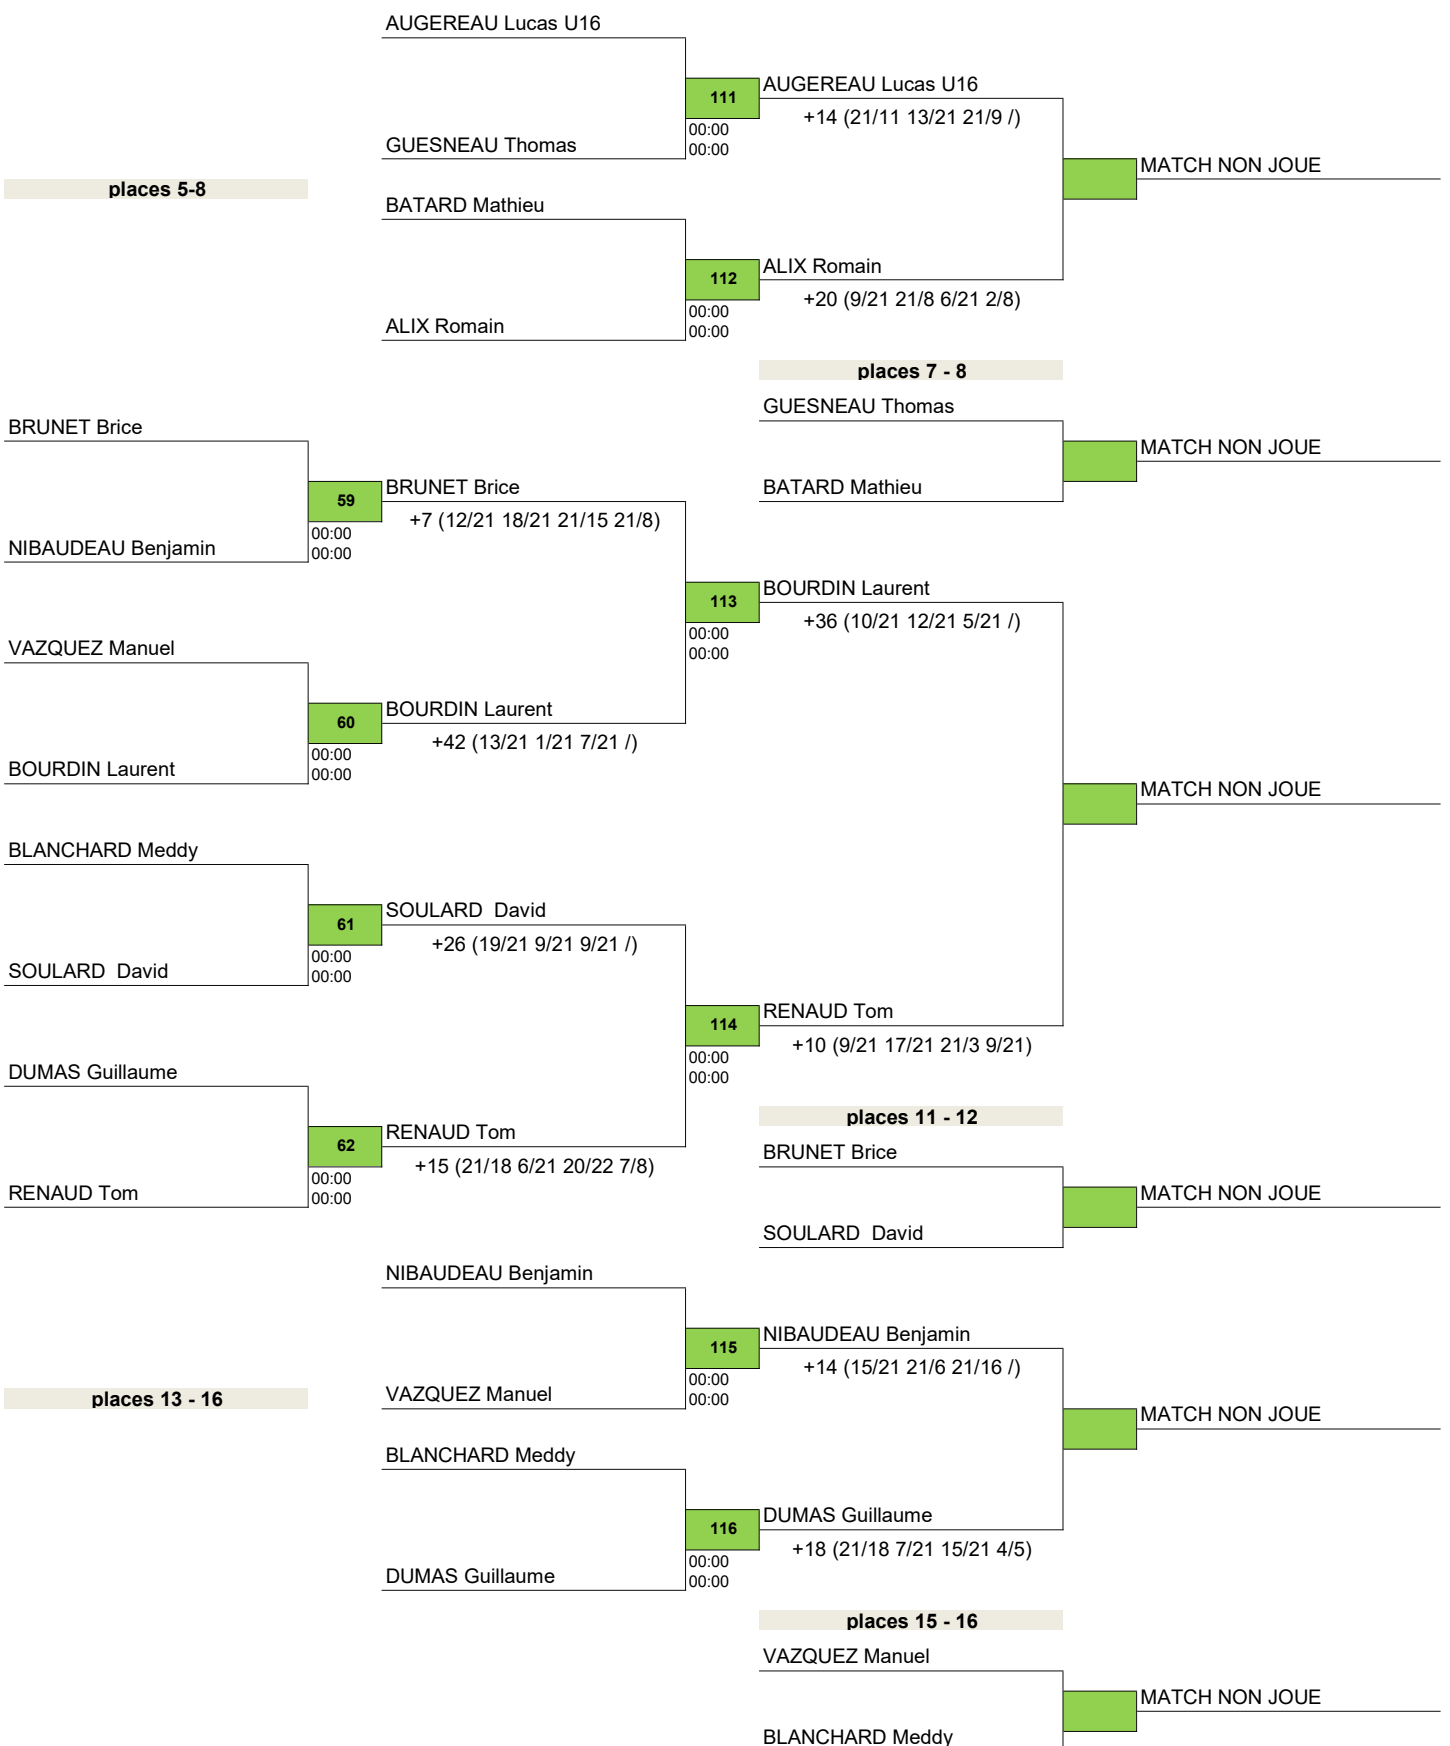 AUGEREAU Lucas U16
AUGEREAU Lucas U16
111
+14 (21/11 13/21 21/9 /)
00:00
GUESNEAU Thomas
00:00
MATCH NON JOUE
places 5-8
BATARD Mathieu
ALIX Romain
112
+20 (9/21 21/8 6/21 2/8)
00:00
ALIX Romain
00:00
places 7 - 8
GUESNEAU Thomas
BRUNET Brice
MATCH NON JOUE
BRUNET Brice
BATARD Mathieu
59
+7 (12/21 18/21 21/15 21/8)
00:00
NIBAUDEAU Benjamin
00:00
BOURDIN Laurent
113
+36 (10/21 12/21 5/21 /)
00:00
VAZQUEZ Manuel
00:00
BOURDIN Laurent
60
+42 (13/21 1/21 7/21 /)
00:00
BOURDIN Laurent
00:00
MATCH NON JOUE
BLANCHARD Meddy
SOULARD  David
61
+26 (19/21 9/21 9/21 /)
00:00
SOULARD  David
00:00
RENAUD Tom
114
+10 (9/21 17/21 21/3 9/21)
00:00
DUMAS Guillaume
00:00
places 11 - 12
RENAUD Tom
62
BRUNET Brice
+15 (21/18 6/21 20/22 7/8)
00:00
RENAUD Tom
00:00
MATCH NON JOUE
SOULARD  David
NIBAUDEAU Benjamin
NIBAUDEAU Benjamin
115
+14 (15/21 21/6 21/16 /)
00:00
VAZQUEZ Manuel
00:00
places 13 - 16
MATCH NON JOUE
BLANCHARD Meddy
DUMAS Guillaume
116
+18 (21/18 7/21 15/21 4/5)
00:00
DUMAS Guillaume
00:00
places 15 - 16
VAZQUEZ Manuel
MATCH NON JOUE
BLANCHARD Meddy